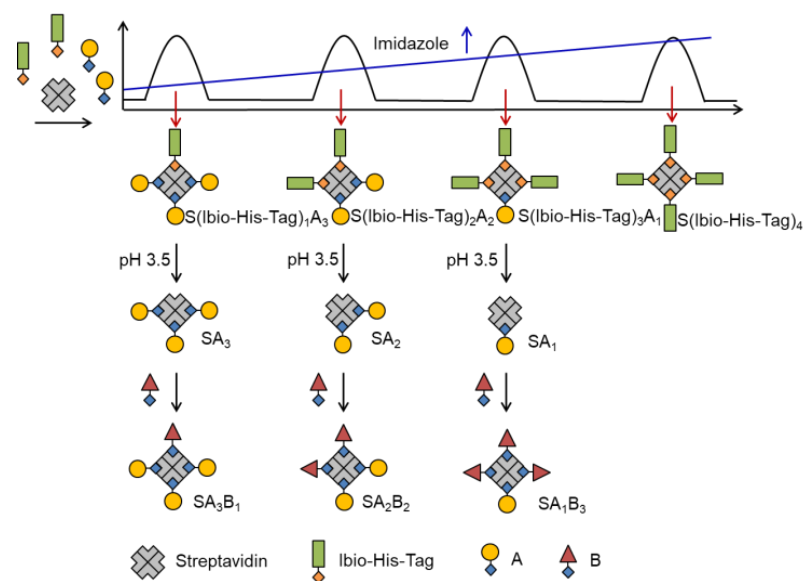 Imidazole
S(Ibio-His-Tag)₁A₃ S(Ibio-His-Tag)₂A₂ S(Ibio-His-Tag)₃A₁ S(Ibio-His-Tag)₄
pH 3.5 pH 3.5 pH 3.5
SA₃ SA₂ SA₁
SA₃B₁ SA₂B₂ SA₁B₃
Streptavidin Ibio-His-Tag A B